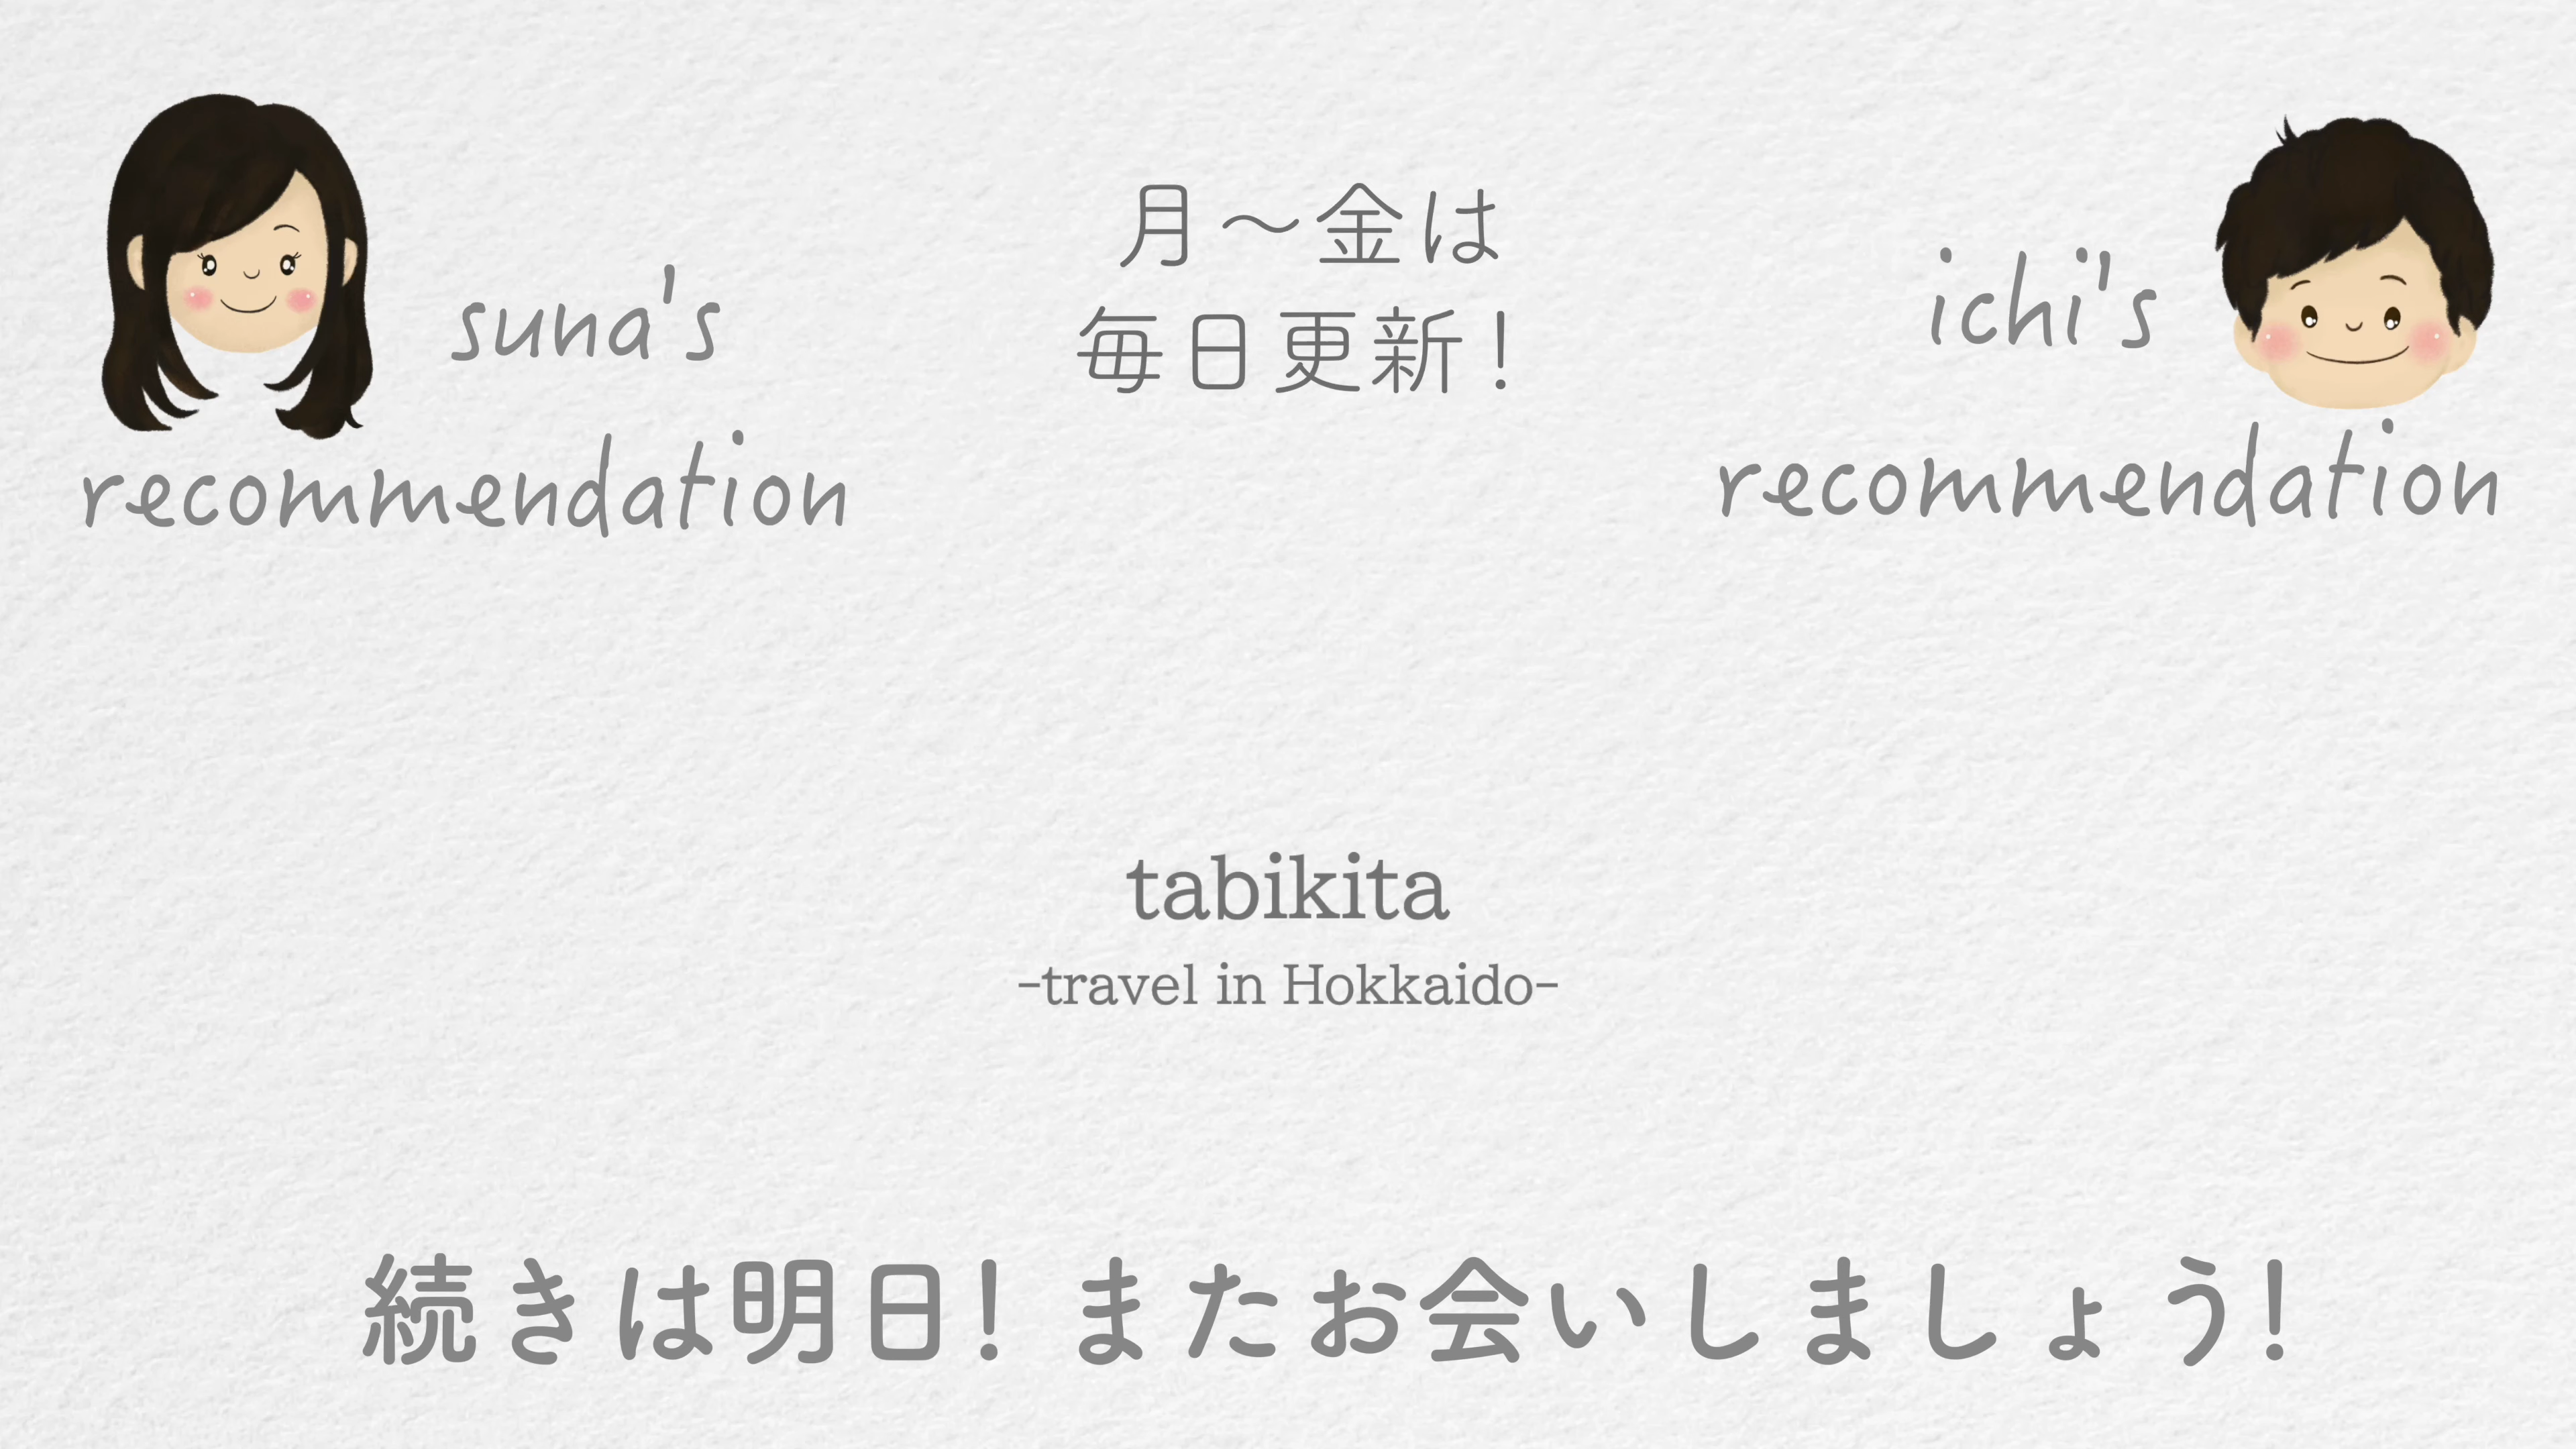 suna's
recommendation
月〜金は
毎日更新!
ichi's
recommendation
tabikita
-travel in Hokkaido-
続きは明日! またお会いしましょう!